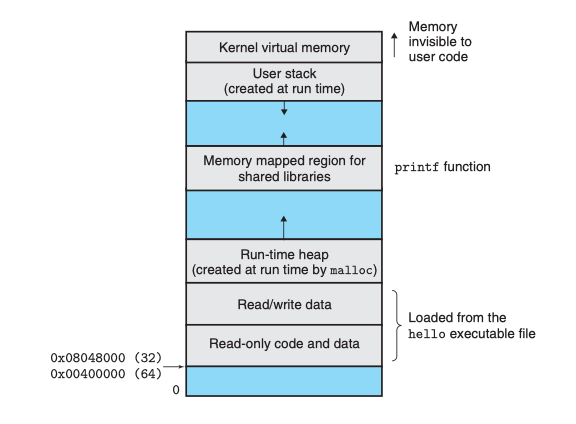 Memory
invisible to
user code
Kernel virtual memory
User stack
(created at run time)
Memory mapped region for
shared libraries
printf function
Run-time heap
(created at run time by malloc)
Read/write data
Loaded from the
hello executable file
Read-only code and data
0x08048000 (32)
0x00400000 (64)
0